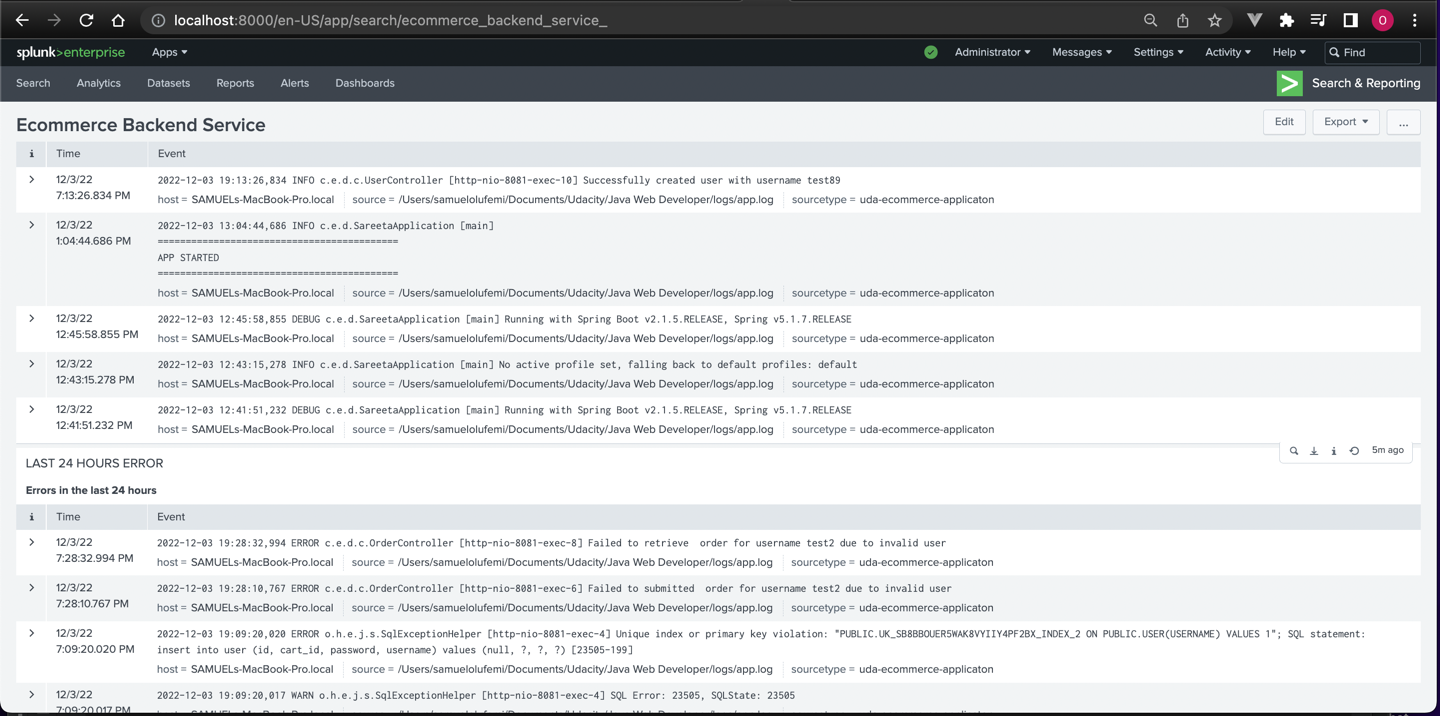 localhost:8000/en-US/app/search/ecommerce_backend_service_
O
splunk>enterprise Apps Administrator Messages Settings Activity Help Find
Search Analytics Datasets Reports Alerts Dashboards Search & Reporting
Ecommerce Backend Service Edit Export ...
i Time Event
12/3/22 2022-12-03 19:13:26,834 INFO c.e.d.c.UserController [http-nio-8081-exec-10] Successfully created user with username test89
7:13:26.834 PM host = SAMUELs-MacBook-Pro.local source = /Users/samuelolufemi/Documents/Udacity/Java Web Developer/logs/app.log sourcetype = uda-ecommerce-applicaton
12/3/22 2022-12-03 13:04:44,686 INFO c.e.d.SareetaApplication [main]
1:04:44.686 PM ===========================================
APP STARTED
===========================================
host = SAMUELs-MacBook-Pro.local source = /Users/samuelolufemi/Documents/Udacity/Java Web Developer/logs/app.log sourcetype = uda-ecommerce-applicaton
12/3/22 2022-12-03 12:45:58,855 DEBUG c.e.d.SareetaApplication [main] Running with Spring Boot v2.1.5.RELEASE, Spring v5.1.7.RELEASE
12:45:58.855 PM host = SAMUELs-MacBook-Pro.local source = /Users/samuelolufemi/Documents/Udacity/Java Web Developer/logs/app.log sourcetype = uda-ecommerce-applicaton
12/3/22 2022-12-03 12:43:15,278 INFO c.e.d.SareetaApplication [main] No active profile set, falling back to default profiles: default
12:43:15.278 PM host = SAMUELs-MacBook-Pro.local source = /Users/samuelolufemi/Documents/Udacity/Java Web Developer/logs/app.log sourcetype = uda-ecommerce-applicaton
12/3/22 2022-12-03 12:41:51,232 DEBUG c.e.d.SareetaApplication [main] Running with Spring Boot v2.1.5.RELEASE, Spring v5.1.7.RELEASE
12:41:51.232 PM host = SAMUELs-MacBook-Pro.local source = /Users/samuelolufemi/Documents/Udacity/Java Web Developer/logs/app.log sourcetype = uda-ecommerce-applicaton
5m ago
LAST 24 HOURS ERROR
Errors in the last 24 hours
i Time Event
12/3/22 2022-12-03 19:28:32,994 ERROR c.e.d.c.OrderController [http-nio-8081-exec-8] Failed to retrieve  order for username test2 due to invalid user
7:28:32.994 PM host = SAMUELs-MacBook-Pro.local source = /Users/samuelolufemi/Documents/Udacity/Java Web Developer/logs/app.log sourcetype = uda-ecommerce-applicaton
12/3/22 2022-12-03 19:28:10,767 ERROR c.e.d.c.OrderController [http-nio-8081-exec-6] Failed to submitted  order for username test2 due to invalid user
7:28:10.767 PM host = SAMUELs-MacBook-Pro.local source = /Users/samuelolufemi/Documents/Udacity/Java Web Developer/logs/app.log sourcetype = uda-ecommerce-applicaton
12/3/22 2022-12-03 19:09:20,020 ERROR o.h.e.j.s.SqlExceptionHelper [http-nio-8081-exec-4] Unique index or primary key violation: "PUBLIC.UK_SB8BBOUER5WAK8VYIIY4PF2BX_INDEX_2 ON PUBLIC.USER(USERNAME) VALUES 1"; SQL statement:
7:09:20.020 PM insert into user (id, cart_id, password, username) values (null, ?, ?, ?) [23505-199]
host = SAMUELs-MacBook-Pro.local source = /Users/samuelolufemi/Documents/Udacity/Java Web Developer/logs/app.log sourcetype = uda-ecommerce-applicaton
12/3/22 2022-12-03 19:09:20,017 WARN o.h.e.j.s.SqlExceptionHelper [http-nio-8081-exec-4] SQL Error: 23505, SQLState: 23505
7:09:20.017 PM